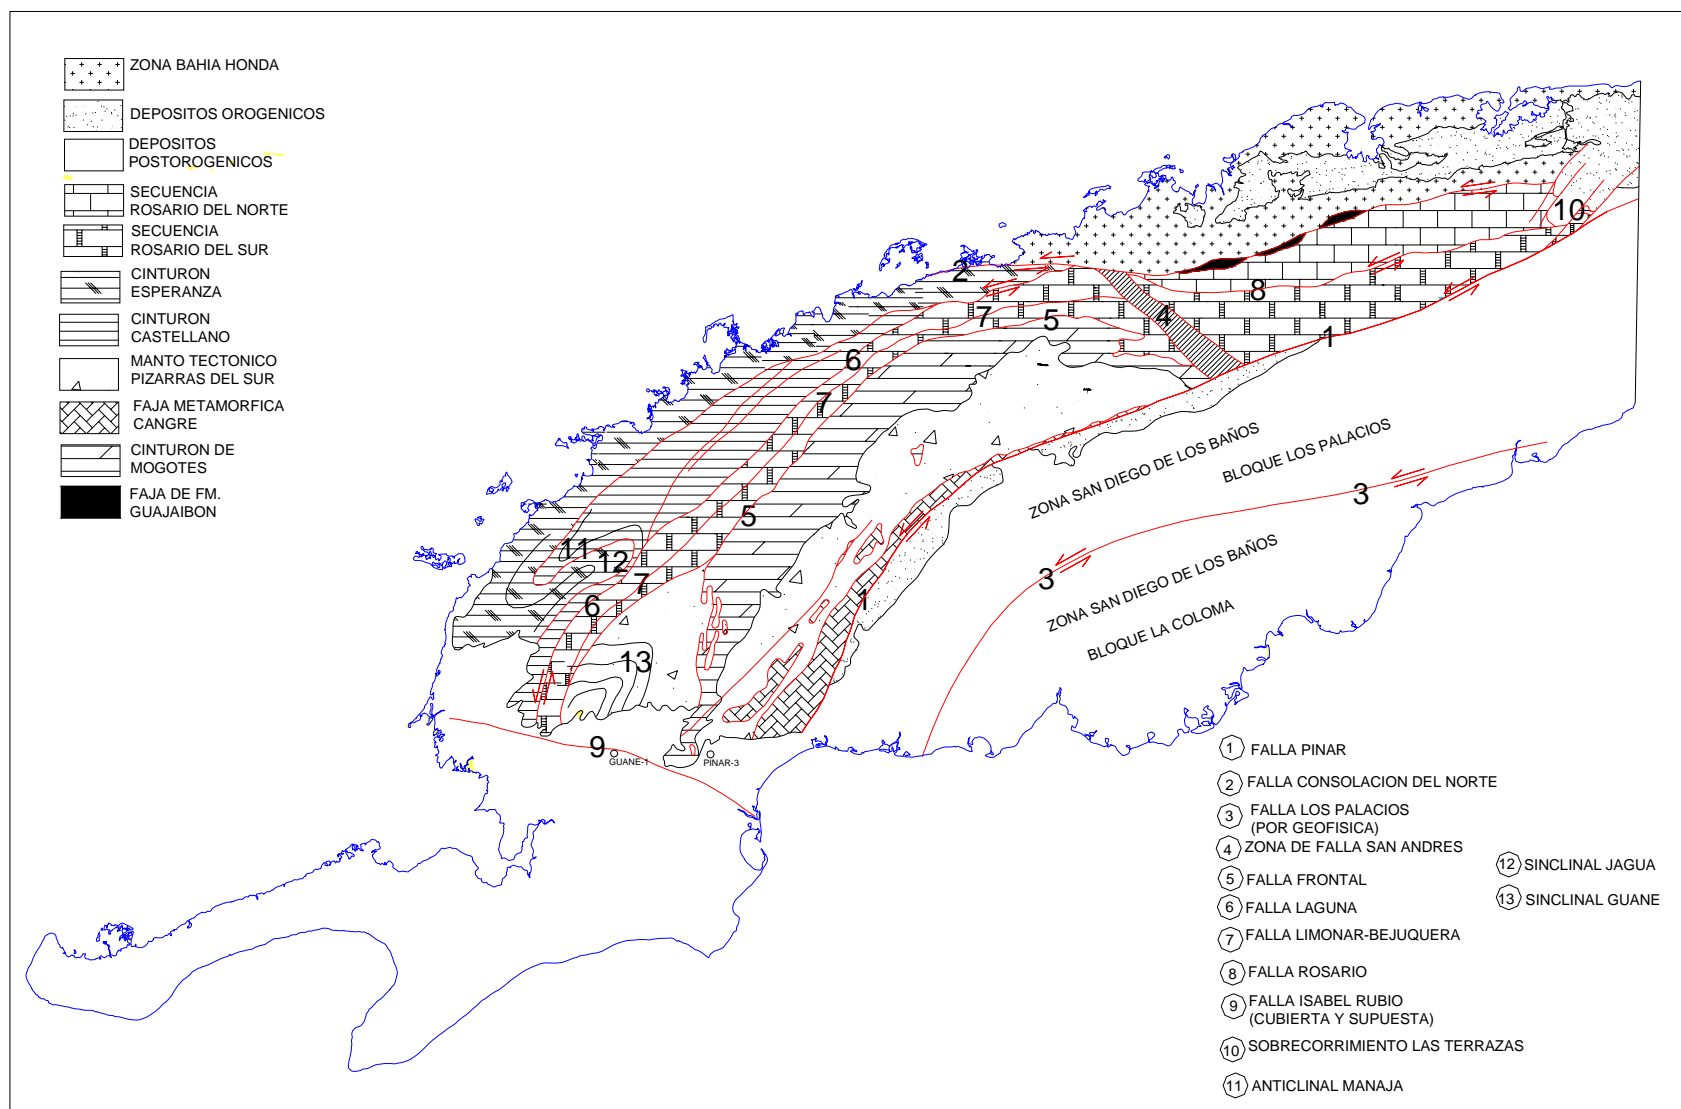 ZONA BAHIA HONDA
DEPOSITOS OROGENICOS
DEPOSITOS
POSTOROGENICOS
SECUENCIA
ROSARIO DEL NORTE
SECUENCIA
ROSARIO DEL SUR
CINTURON
ESPERANZA
CINTURON
CASTELLANO
MANTO TECTONICO
PIZARRAS DEL SUR
FAJA METAMORFICA
CANGRE
CINTURON DE
MOGOTES
FAJA DE FM.
GUAJAIBON
10
2
8
7
5
4
1
6
7
ZONA SAN DIEGO DE LOS BAÑOS
BLOQUE LOS PALACIOS
3
5
11
12
7
3
ZONA SAN DIEGO DE LOS BAÑOS
6
1
BLOQUE LA COLOMA
13
9
GUANE-1
PINAR-3
1 FALLA PINAR
2 FALLA CONSOLACION DEL NORTE
3 FALLA LOS PALACIOS
(POR GEOFISICA)
4 ZONA DE FALLA SAN ANDRES
5 FALLA FRONTAL
6 FALLA LAGUNA
7 FALLA LIMONAR-BEJUQUERA
8 FALLA ROSARIO
9 FALLA ISABEL RUBIO
(CUBIERTA Y SUPUESTA)
10 SOBRECORRIMIENTO LAS TERRAZAS
11 ANTICLINAL MANAJA
12 SINCLINAL JAGUA
13 SINCLINAL GUANE